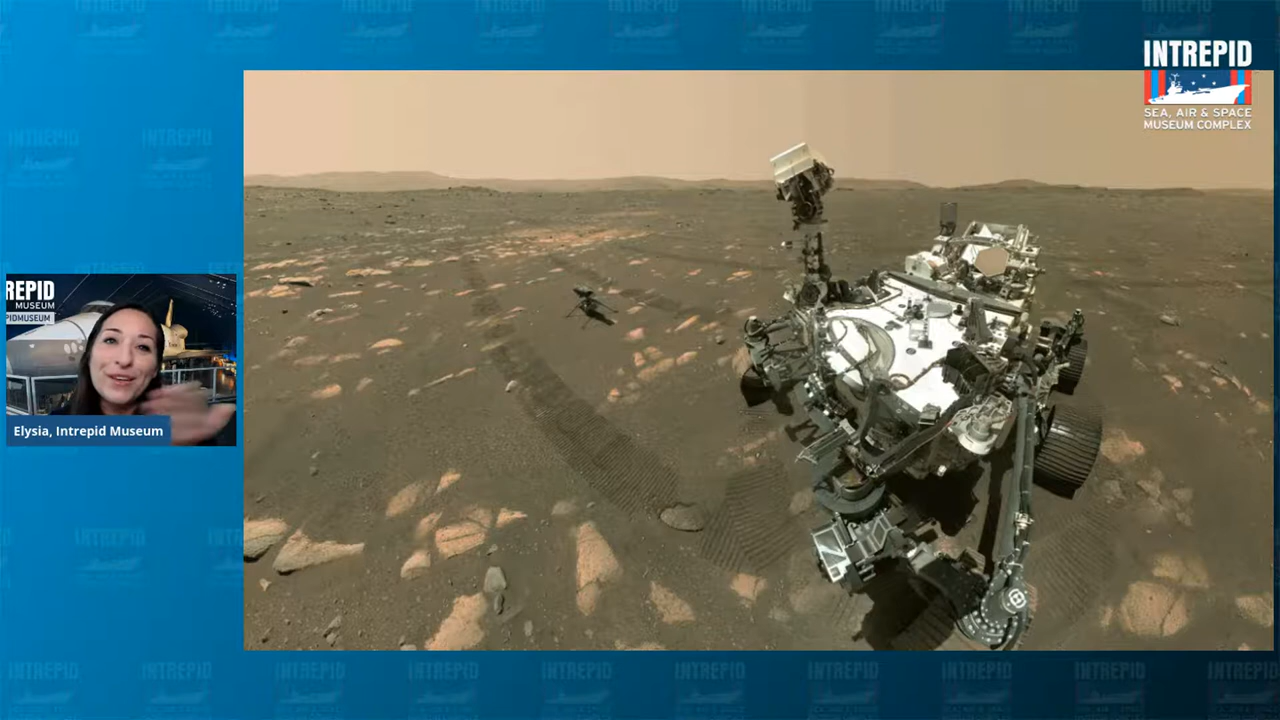 INTREPID
SEA, AIR & SPACE
MUSEUM COMPLEX
REPID
MUSEUM
PIDMUSEUM
Elysia, Intrepid Museum